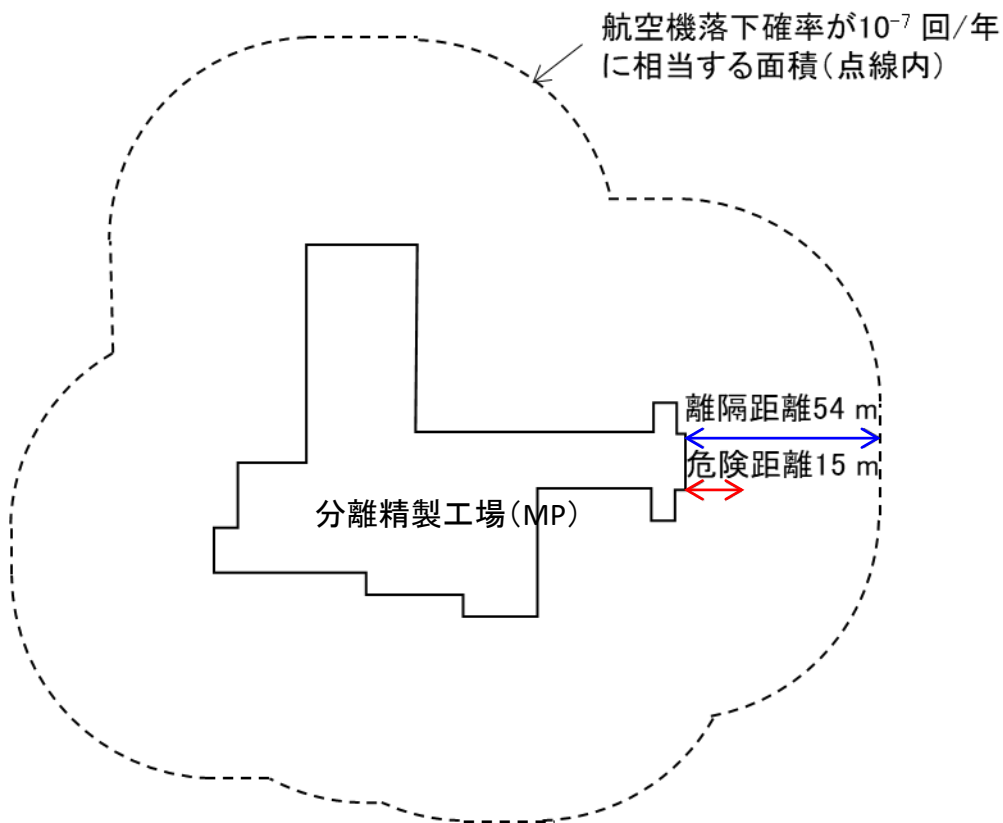 航空機落下確率が10⁻⁷ 回/年
に相当する面積（点線内）
離隔距離54 m
危険距離15 m
分離精製工場（MP）